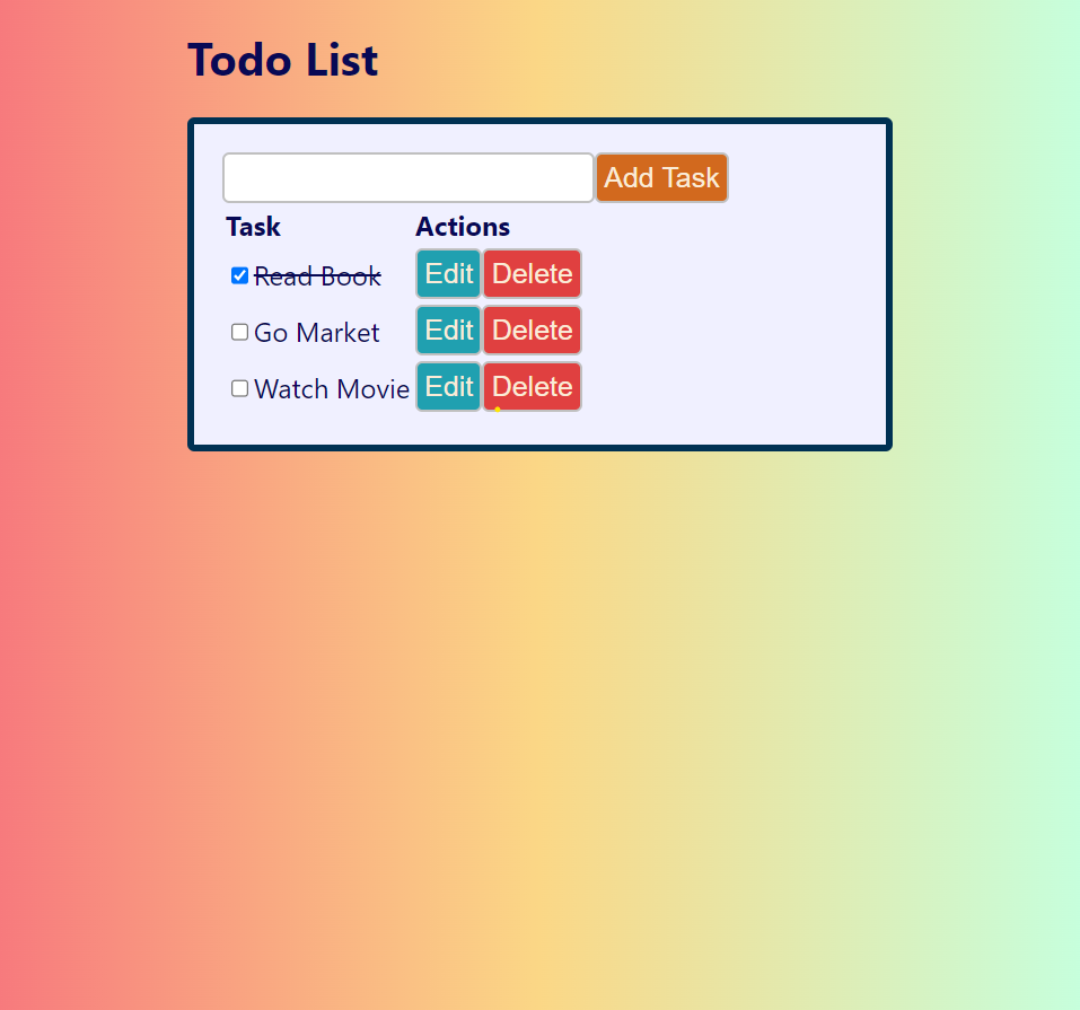 Todo List
Add Task
Task Actions
Read Book Edit Delete
Go Market Edit Delete
Watch Movie Edit Delete